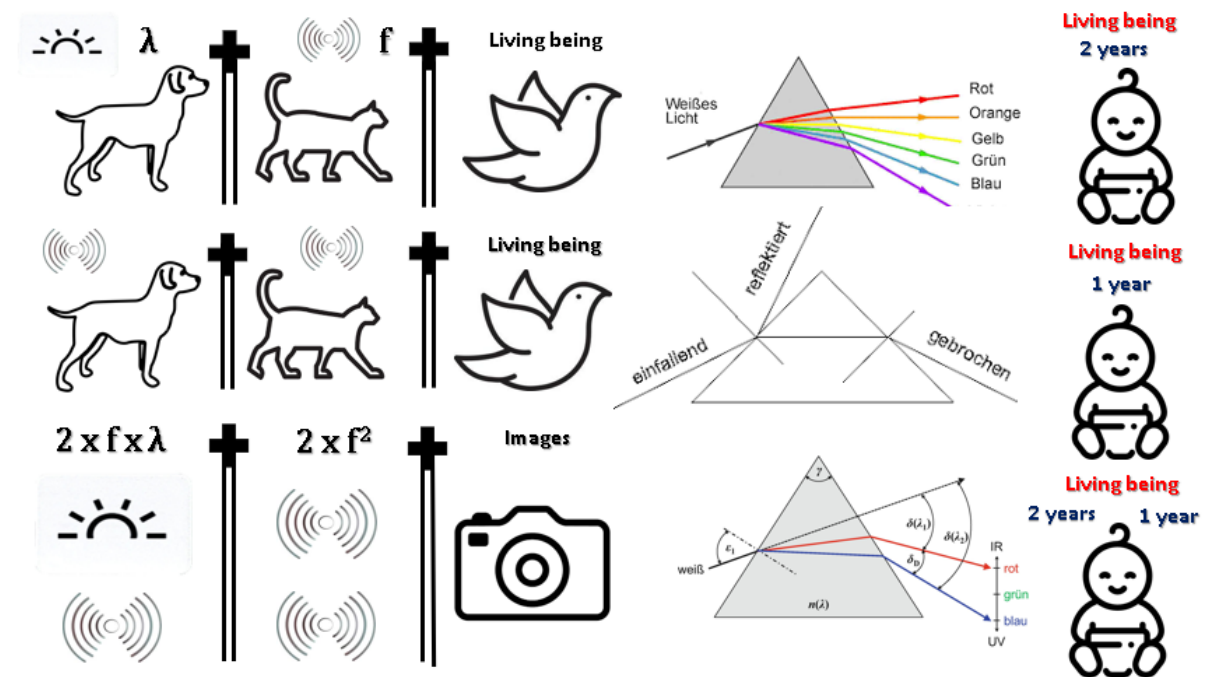 λ
f
Living being
Living being
2 x f x λ
2 x f²
Images
Weißes
Licht
Rot
Orange
Gelb
Grün
Blau
reflektiert
einfallend
gebrochen
γ
ε₁
weiß
n(λ)
δ(λ₁)
δ(λ₂)
δ_D
IR
rot
grün
blau
UV
Living being
2 years
Living being
1 year
Living being
2 years
1 year